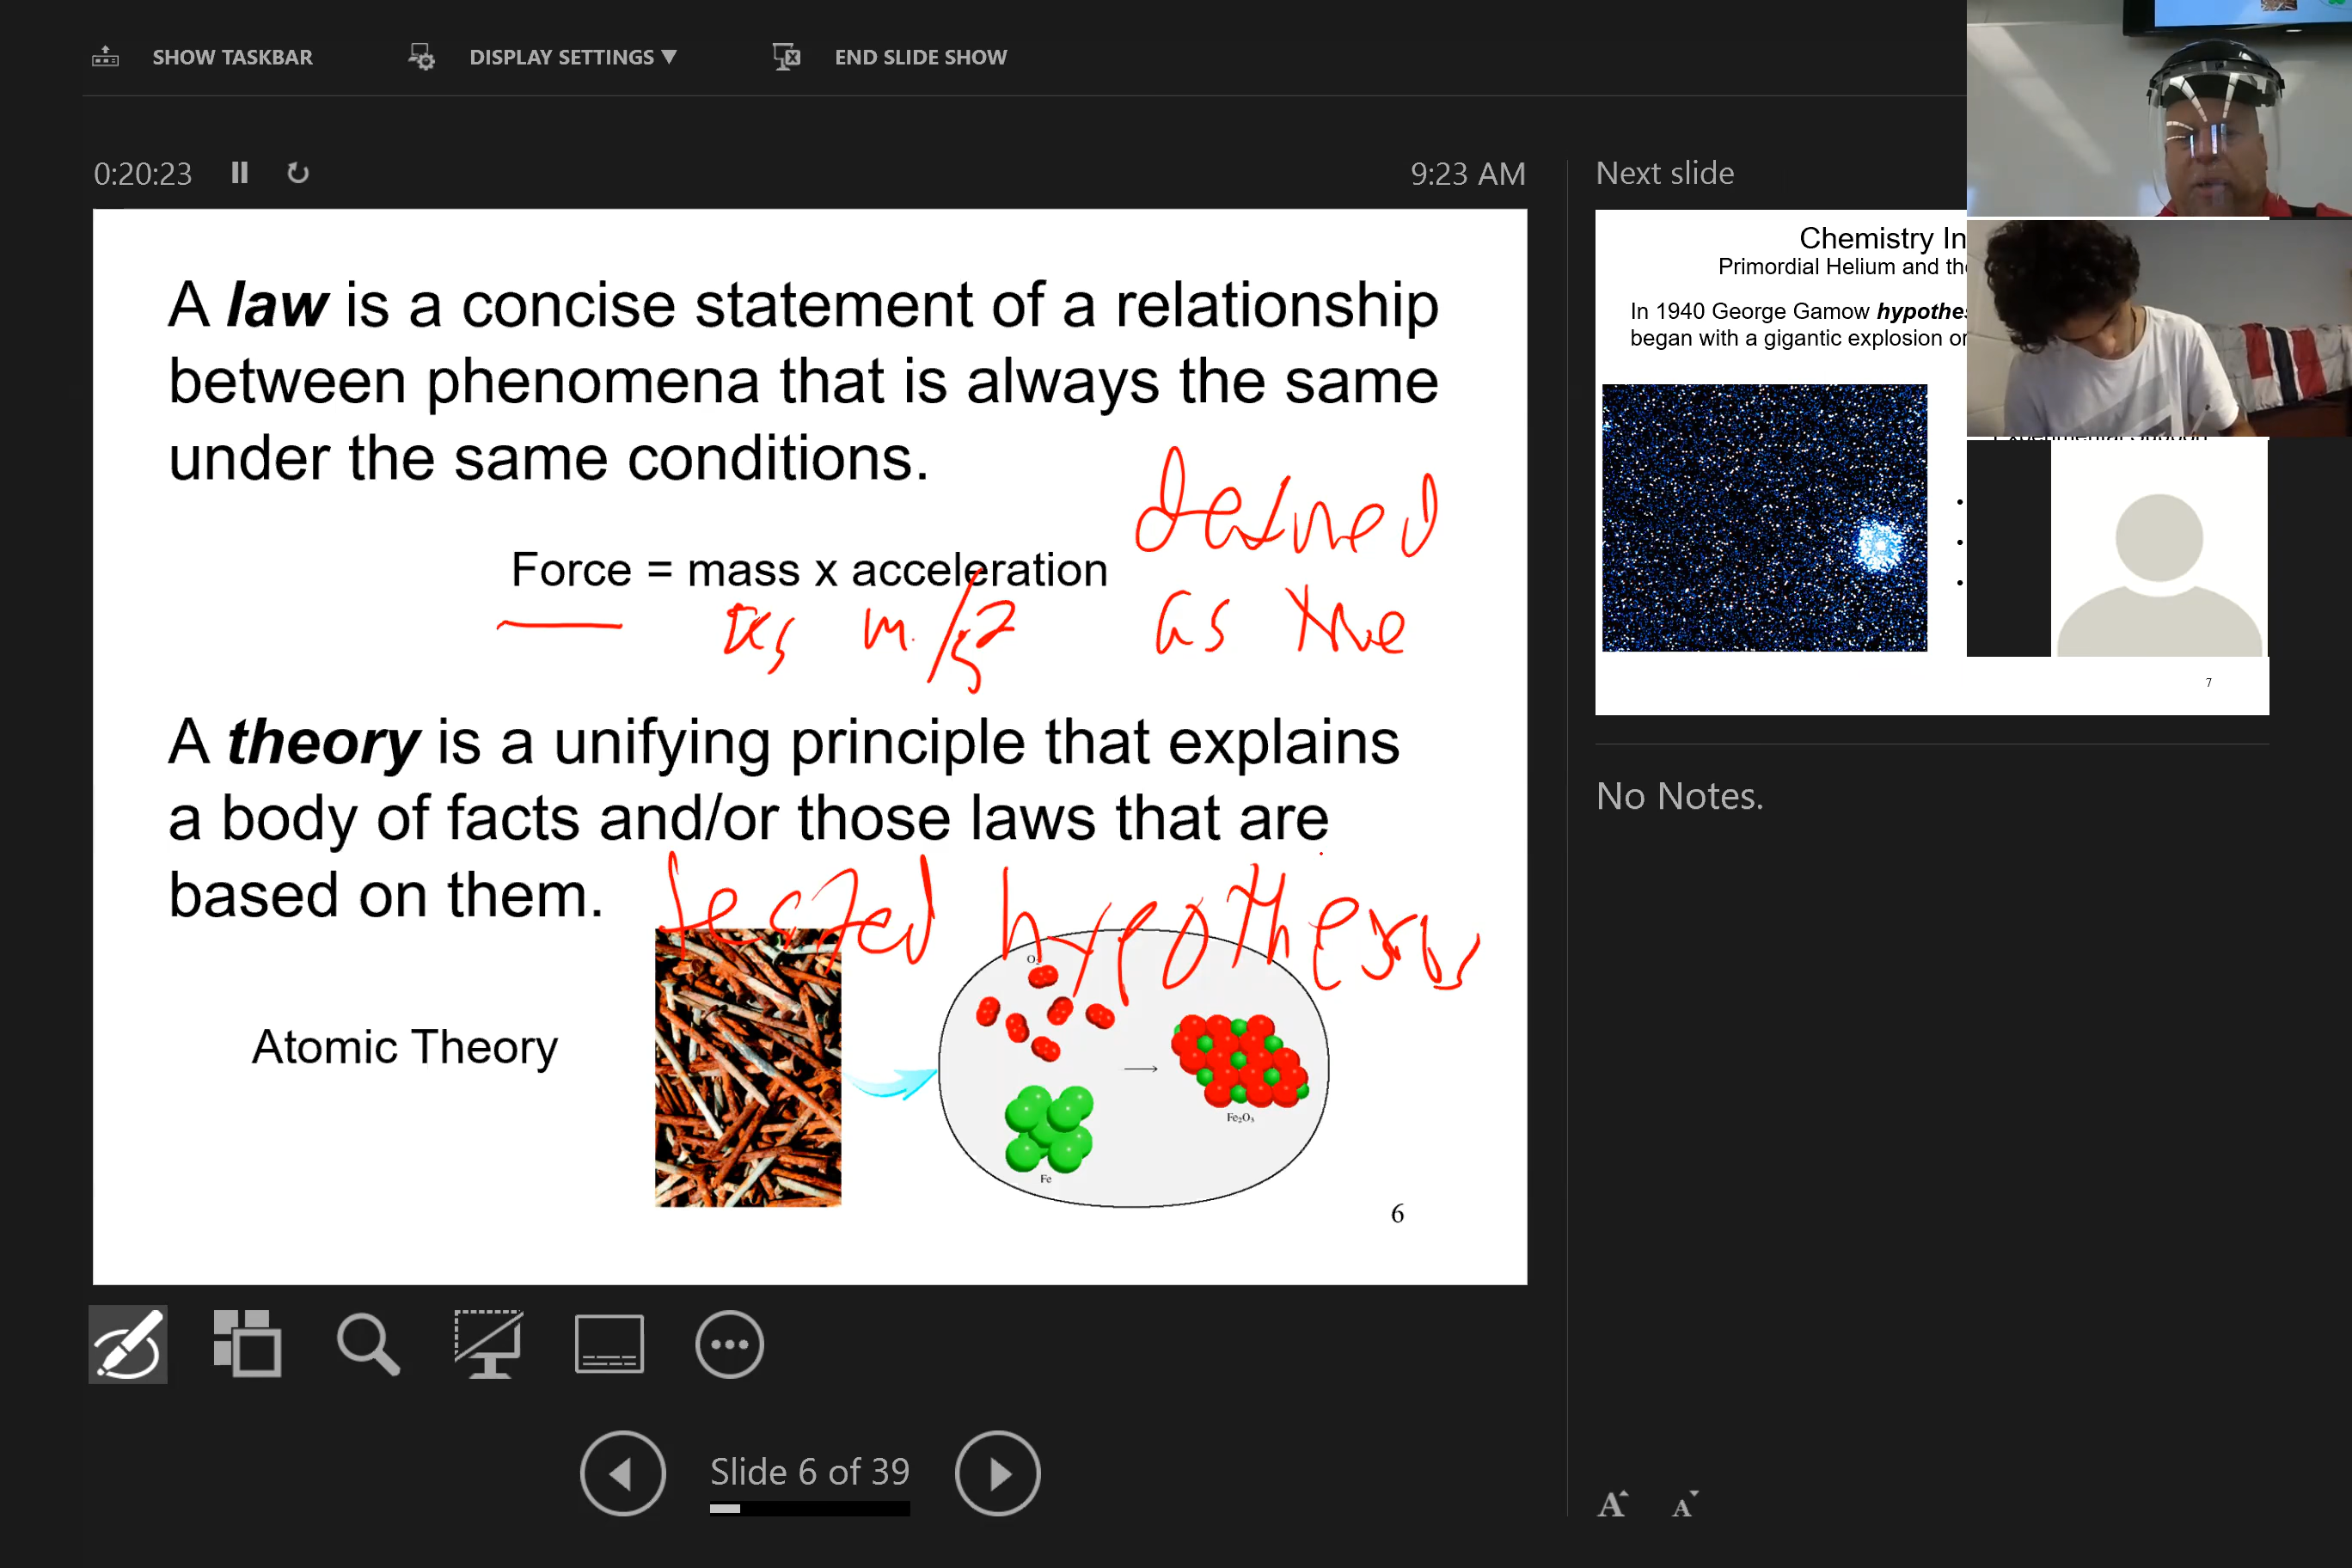 SHOW TASKBAR
DISPLAY SETTINGS ▼
END SLIDE SHOW
0:20:23
9:23 AM
A law is a concise statement of a relationship
between phenomena that is always the same
under the same conditions.
defined
Force = mass x acceleration
as the
kg m/s²
A theory is a unifying principle that explains
a body of facts and/or those laws that are
based on them.
tested hypothesis
Atomic Theory
O₂
Fe
Fe₂O₃
6
Next slide
Chemistry In
Primordial Helium and the
In 1940 George Gamow hypothes
began with a gigantic explosion or
7
No Notes.
Slide 6 of 39
A A